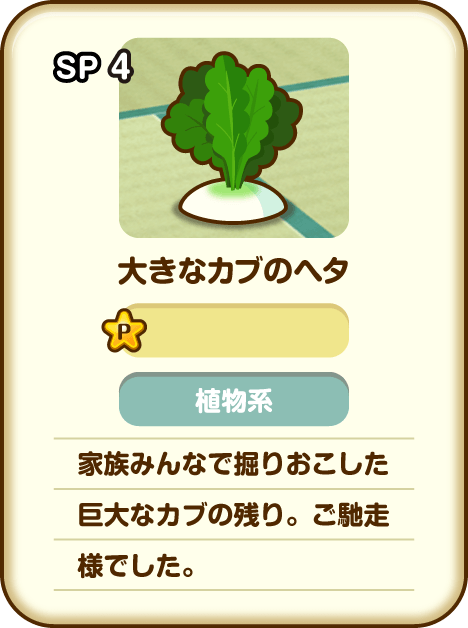 SP 4
大きなカブのヘタ
P
植物系
家族みんなで掘りおこした
巨大なカブの残り。ご馳走
様でした。